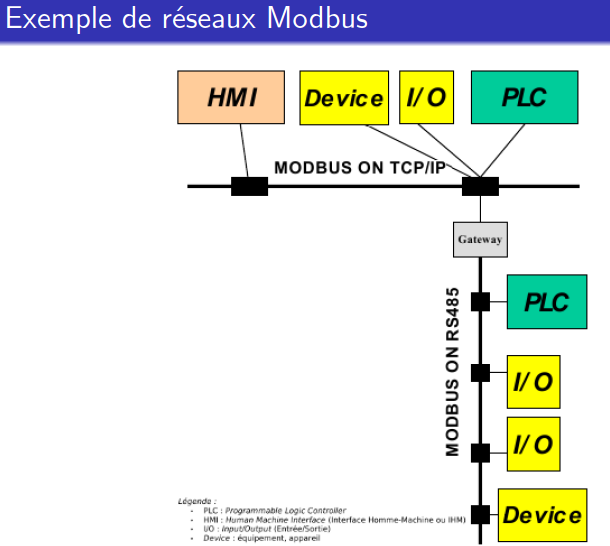 Exemple de réseaux Modbus
HMI
Device
I/O
PLC
MODBUS ON TCP/IP
Gateway
MODBUS ON RS485
PLC
I/O
I/O
Device
Légende :
- PLC : Programmable Logic Controller
- HMI : Human Machine Interface (Interface Homme-Machine ou IHM)
- I/O : Input/Output (Entrée/Sortie)
- Device : équipement, appareil